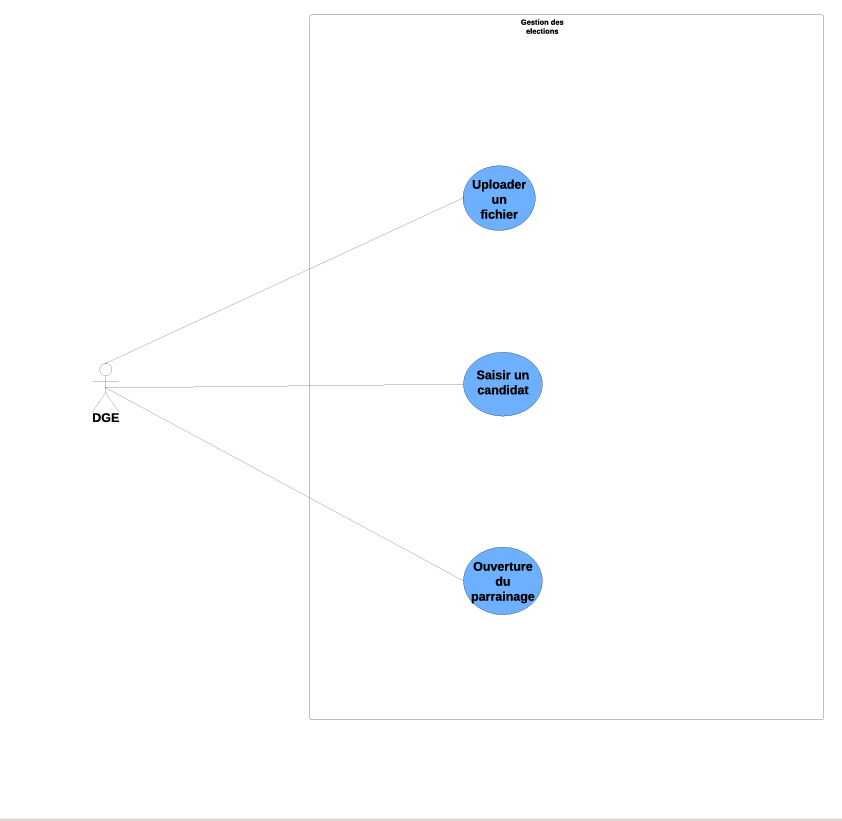 Gestion des
elections
Uploader
un
fichier
Saisir un
candidat
DGE
Ouverture
du
parrainage